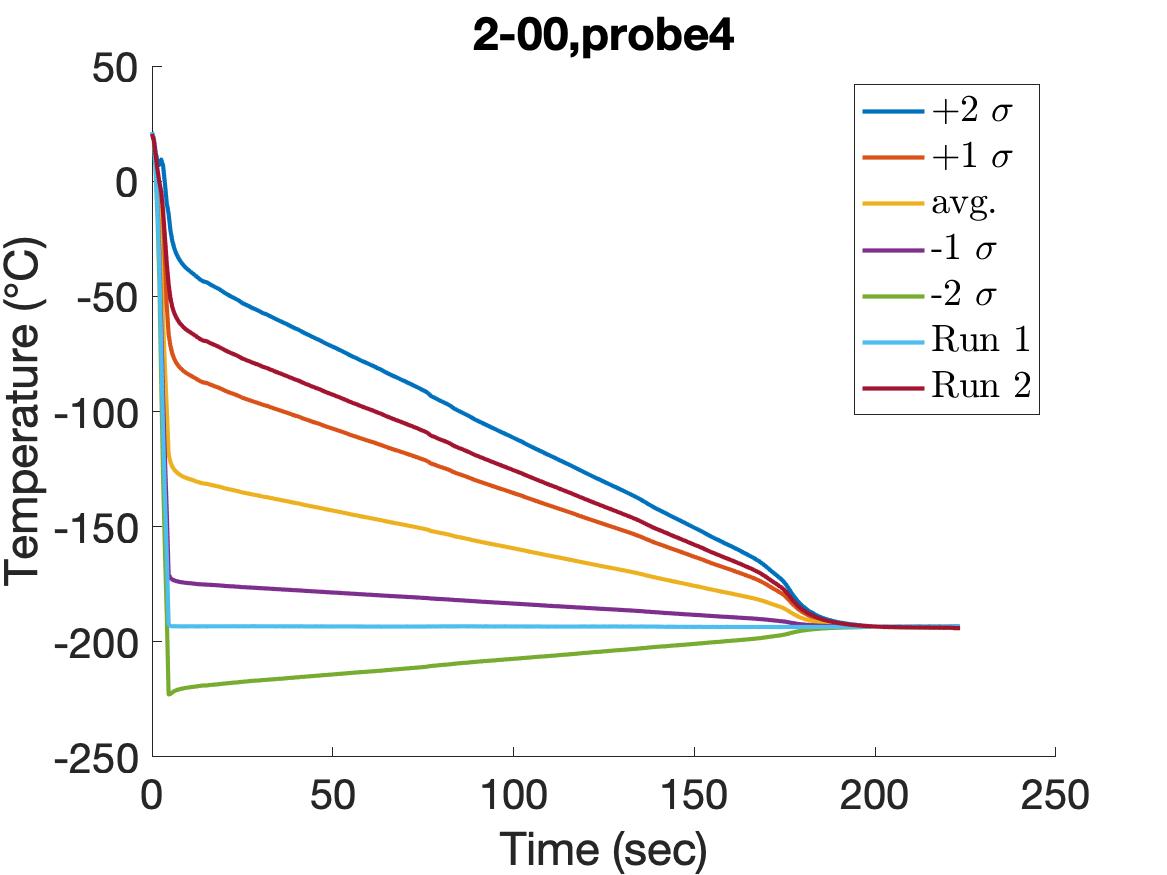 2-00,probe4
50
0
-50
-100
-150
-200
-250
Temperature (°C)
0 50 100 150 200 250
Time (sec)
+2 σ
+1 σ
avg.
-1 σ
-2 σ
Run 1
Run 2